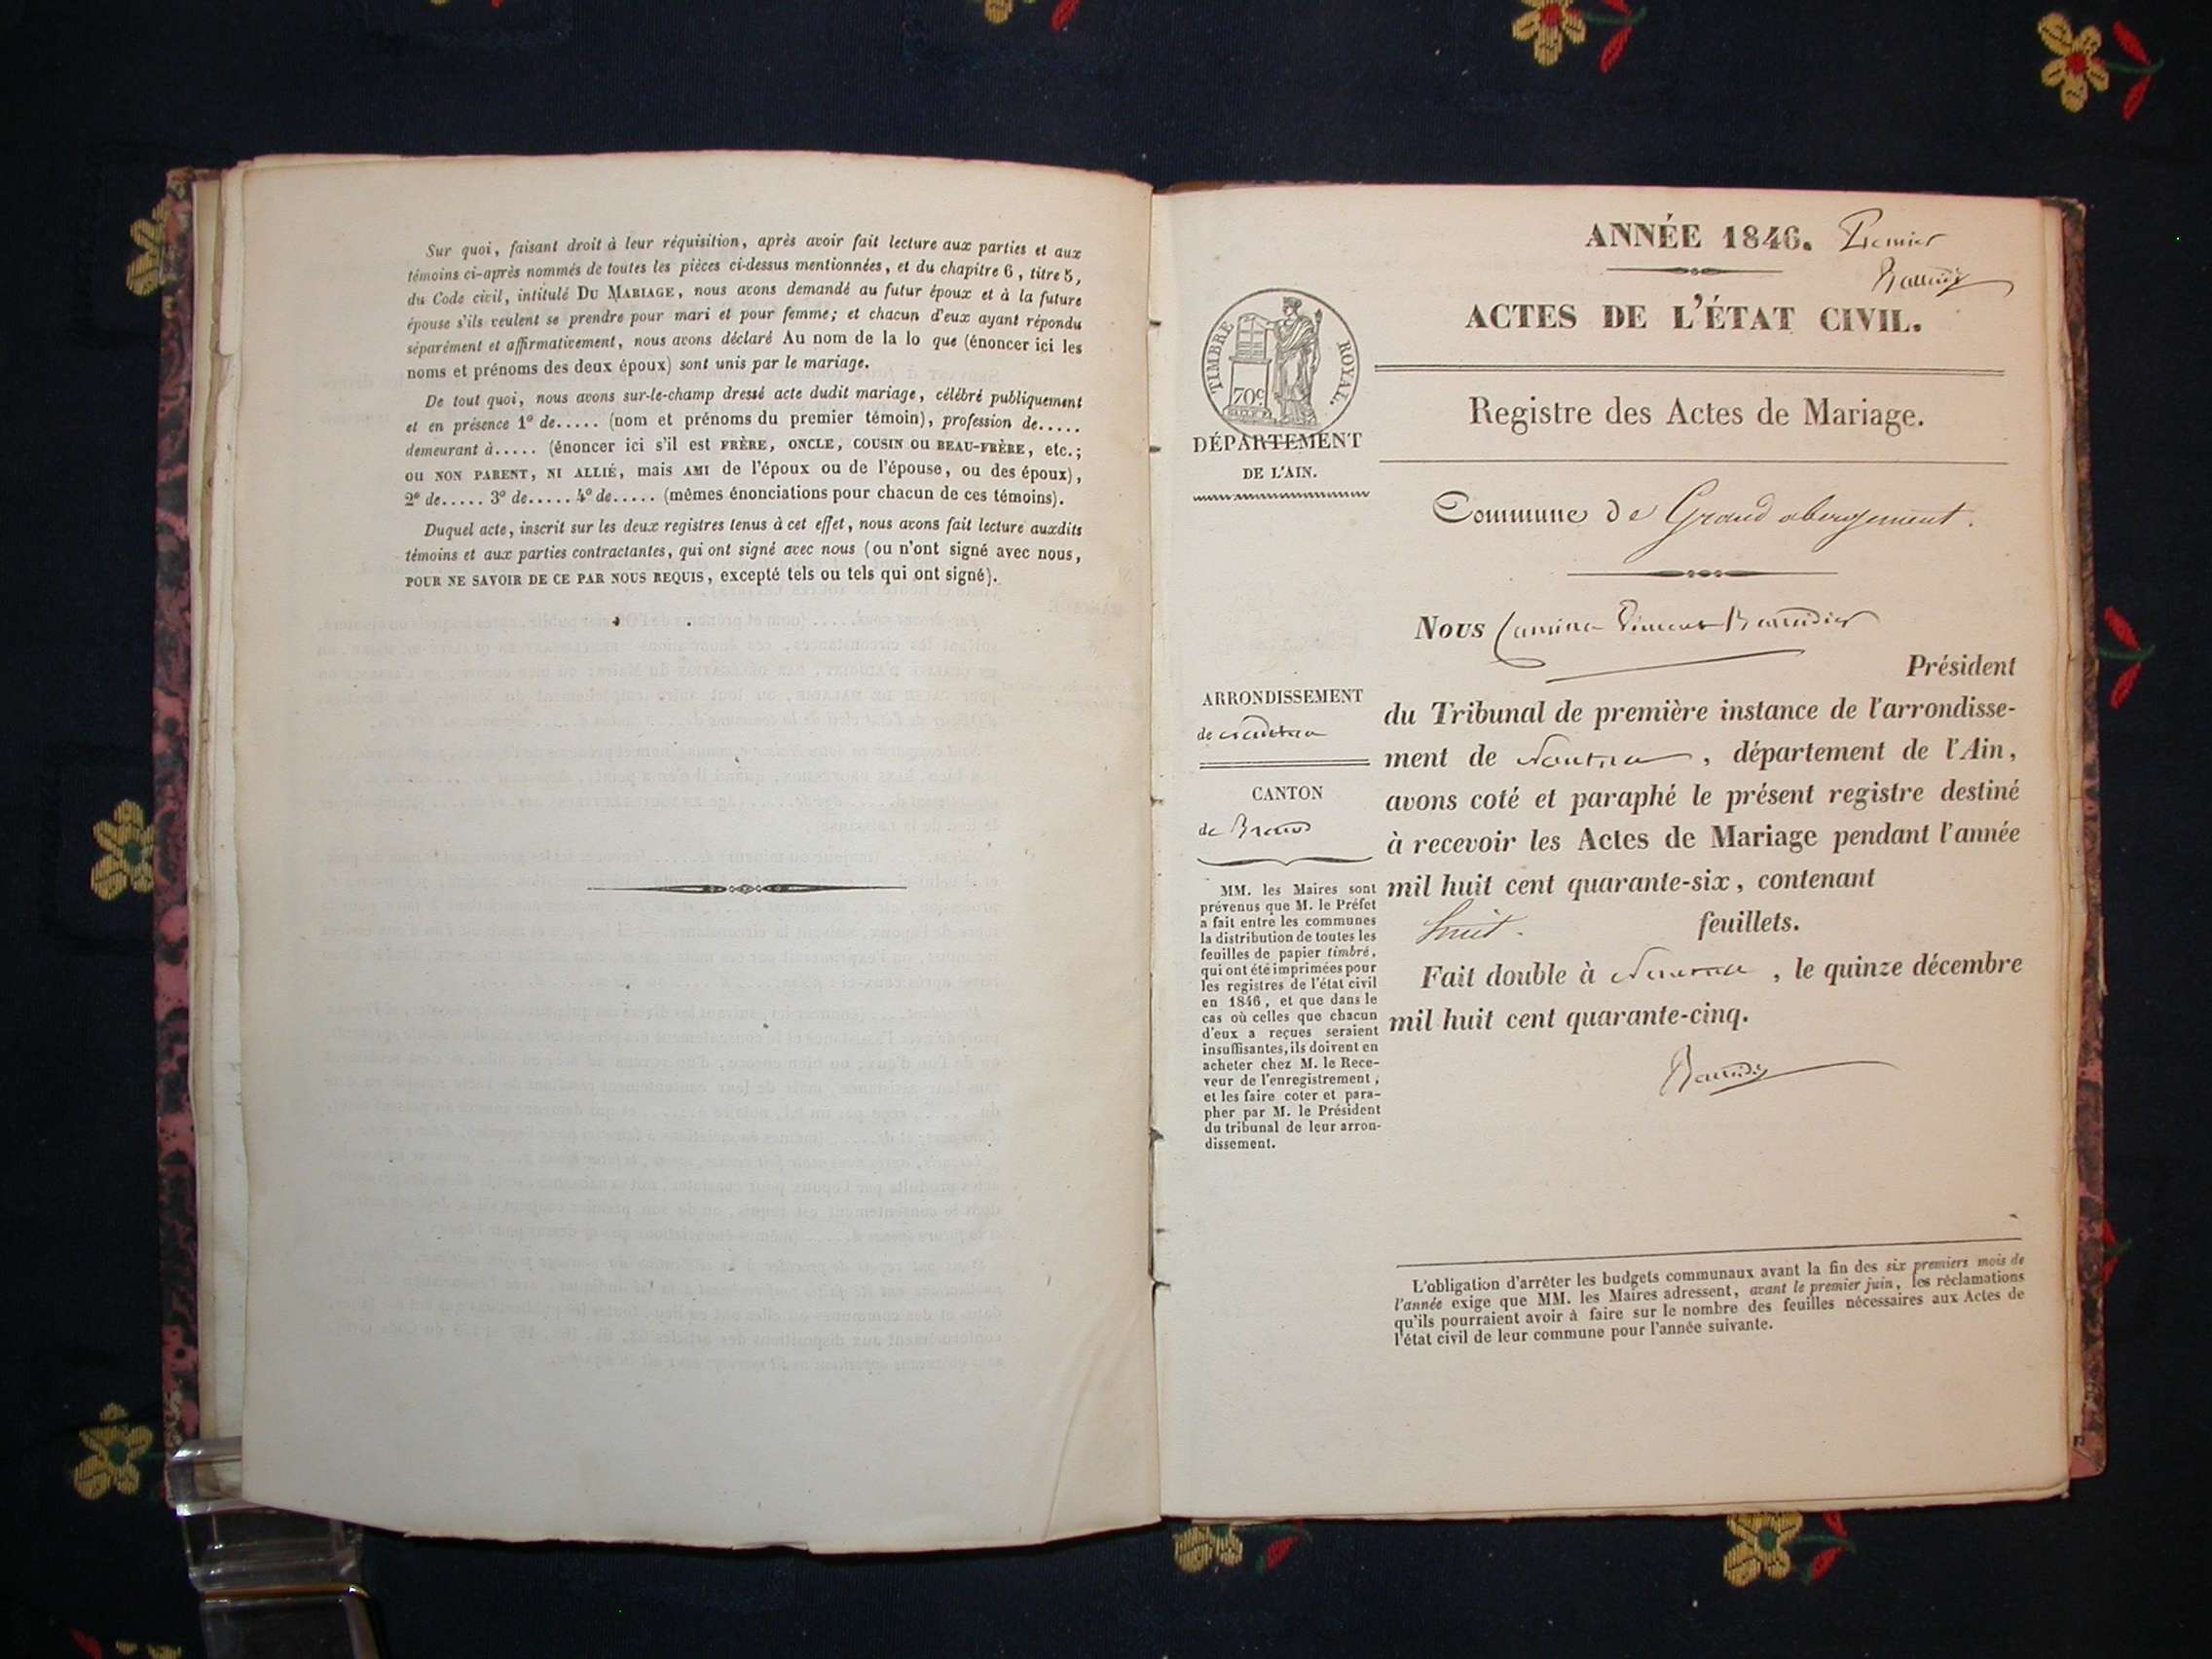 Sur quoi, faisant droit à leur réquisition, après avoir fait lecture aux parties et aux
témoins ci-après nommés de toutes les pièces ci-dessus mentionnées, et du chapitre 6, titre 5,
du Code civil, intitulé DU MARIAGE, nous avons demandé au futur époux et à la future
épouse s'ils veulent se prendre pour mari et pour femme; et chacun d'eux ayant répondu
séparément et affirmativement, nous avons déclaré Au nom de la lo que (énoncer ici les
noms et prénoms des deux époux) sont unis par le mariage.
De tout quoi, nous avons sur-le-champ dressé acte dudit mariage, célébré publiquement
et en présence 1º de..... (nom et prénoms du premier témoin), profession de.....
demeurant à..... (énoncer ici s'il est FRÈRE, ONCLE, COUSIN OU BEAU-FRÈRE, etc.;
OU NON PARENT, NI ALLIÉ, mais AMI de l'époux ou de l'épouse, ou des époux),
2º de..... 3º de..... 4º de..... (mêmes énonciations pour chacun de ces témoins).
Duquel acte, inscrit sur les deux registres tenus à cet effet, nous avons fait lecture auxdits
témoins et aux parties contractantes, qui ont signé avec nous (ou n'ont signé avec nous,
POUR NE SAVOIR DE CE PAR NOUS REQUIS, excepté tels ou tels qui ont signé).
ANNÉE 1846. Premier
ACTES DE L'ÉTAT CIVIL.
TIMBRE ROYAL.
70c
DÉPARTEMENT
DE L'AIN.
Registre des Actes de Mariage.
Commune de Grand abergement.
Nous
Président
du Tribunal de première instance de l'arrondisse-
ment de Nantua, département de l'Ain,
avons coté et paraphé le présent registre destiné
à recevoir les Actes de Mariage pendant l'année
mil huit cent quarante-six, contenant
huit. feuillets.
Fait double à Nantua, le quinze décembre
mil huit cent quarante-cinq.
ARRONDISSEMENT
de Nantua
CANTON
de Brenod
MM. les Maires sont
prévenus que M. le Préfet
a fait entre les communes
la distribution de toutes les
feuilles de papier timbré,
qui ont été imprimées pour
les registres de l'état civil
en 1846, et que dans le
cas où celles que chacun
d'eux a reçues seraient
insuffisantes, ils doivent en
acheter chez M. le Rece-
veur de l'enregistrement,
et les faire coter et para-
pher par M. le Président
du tribunal de leur arron-
dissement.
L'obligation d'arrêter les budgets communaux avant la fin des six premiers mois de
l'année exige que MM. les Maires adressent, avant le premier juin, les réclamations
qu'ils pourraient avoir à faire sur le nombre des feuilles nécessaires aux Actes de
l'état civil de leur commune pour l'année suivante.